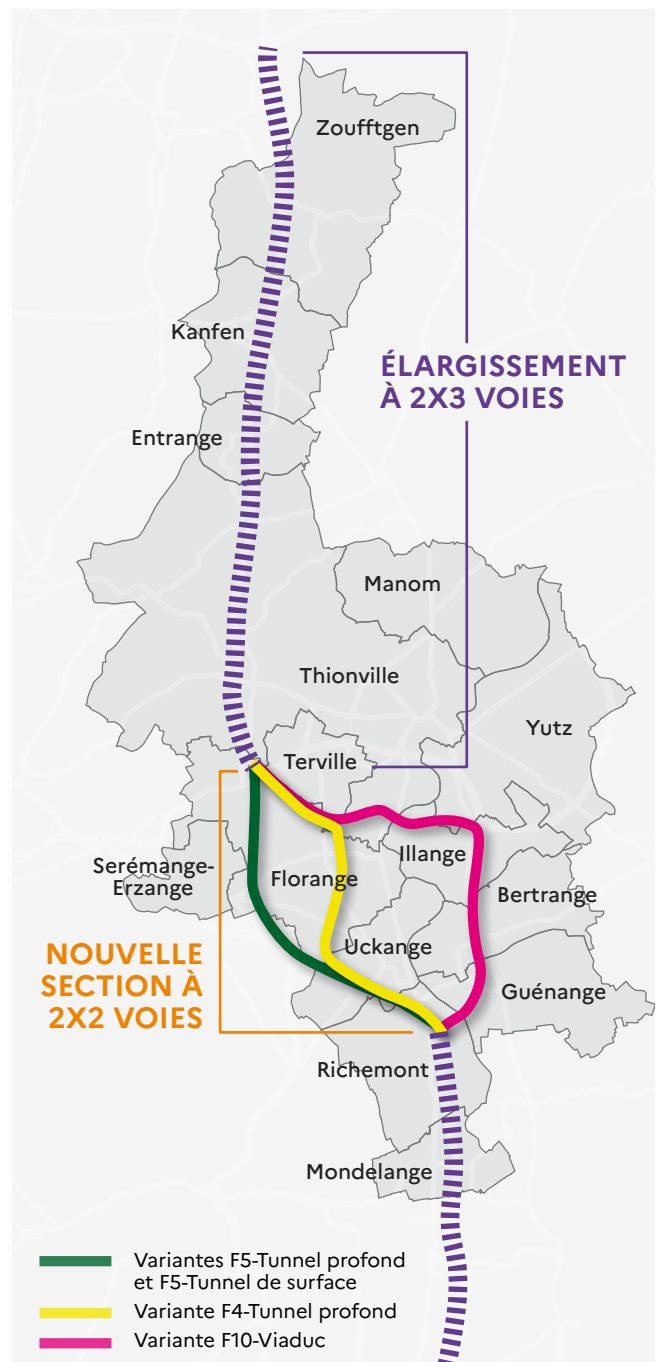 Zoufftgen
Kanfen
ÉLARGISSEMENT
À 2X3 VOIES
Entrange
Manom
Thionville
Yutz
Terville
Illange
Serémange-
Erzange
Florange
Bertrange
Uckange
NOUVELLE
SECTION À
2X2 VOIES
Guénange
Richemont
Mondelange
Variantes F5-Tunnel profond
et F5-Tunnel de surface
Variante F4-Tunnel profond
Variante F10-Viaduc